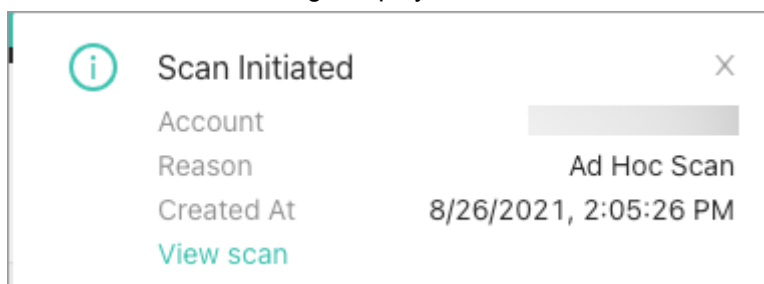 Scan Initiated X
Account
Reason Ad Hoc Scan
Created At 8/26/2021, 2:05:26 PM
View scan